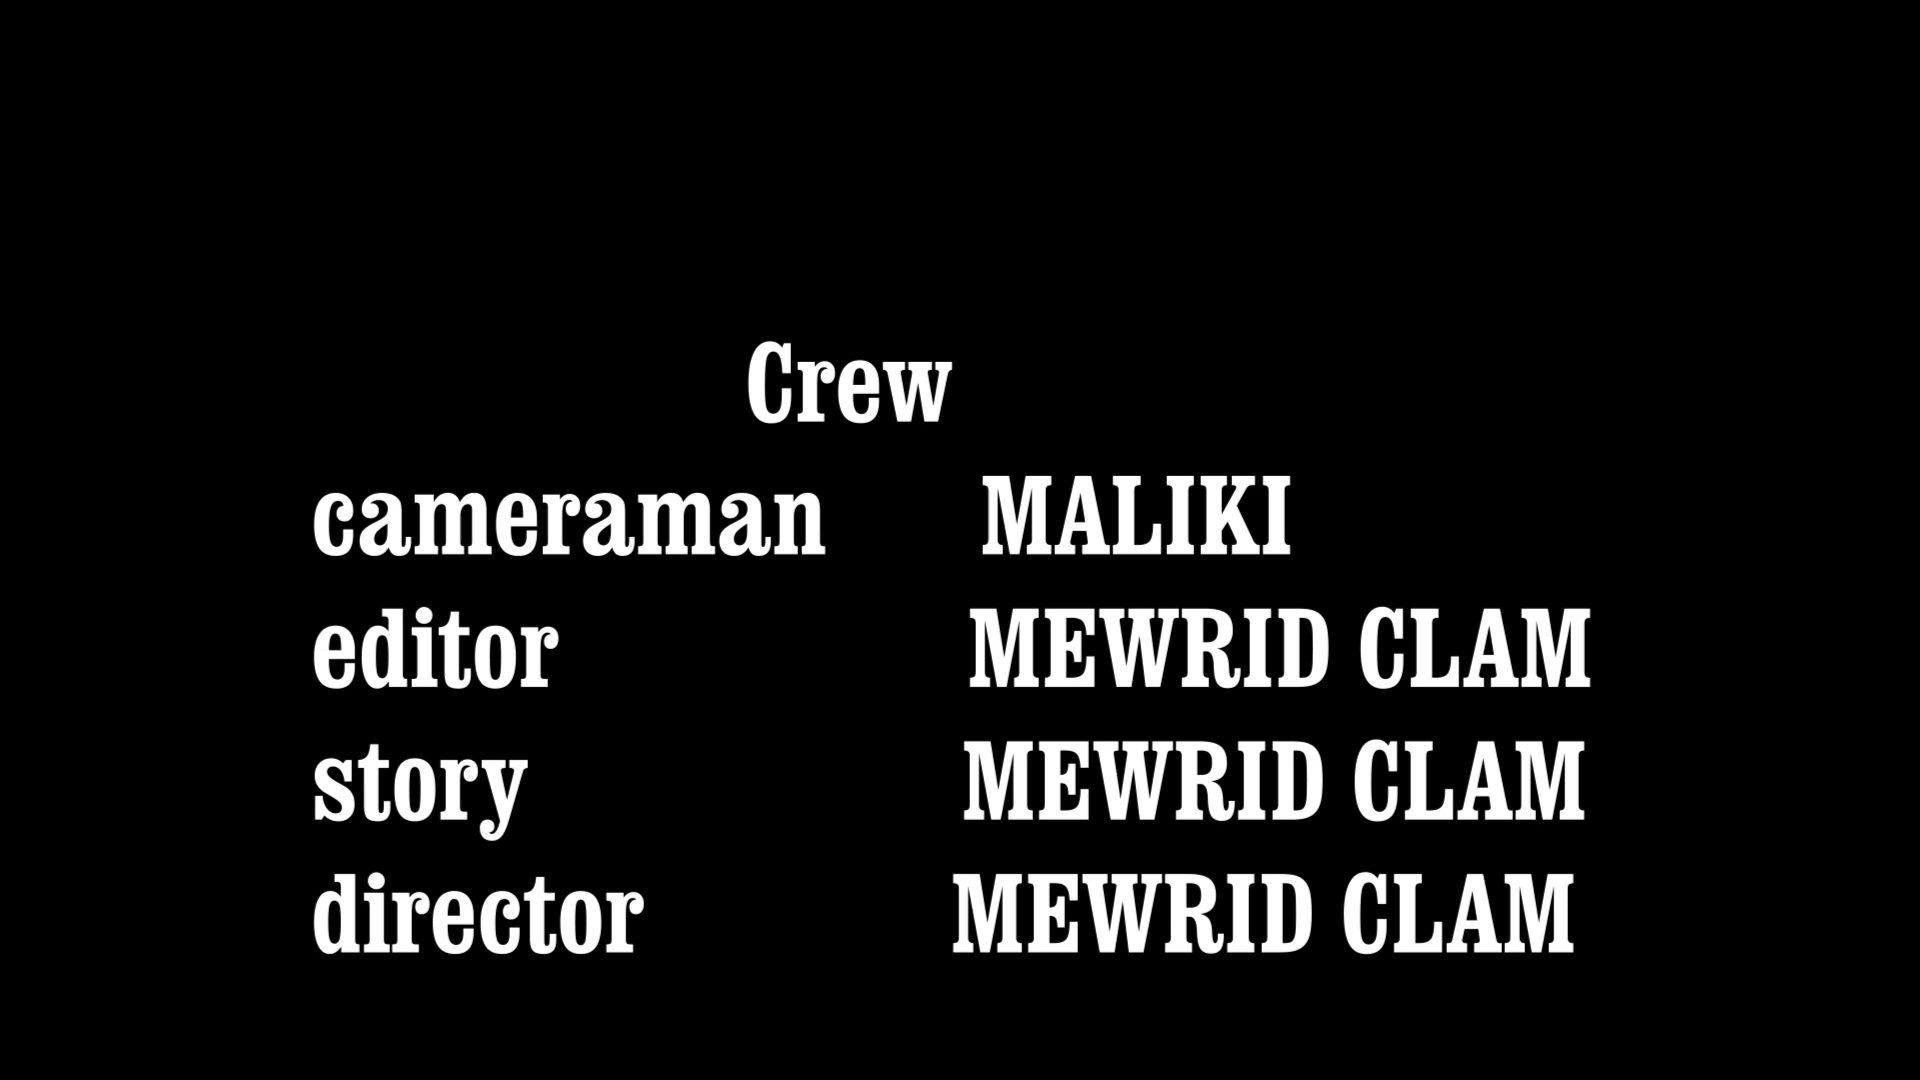 Crew
cameraman MALIKI
editor MEWRID CLAM
story MEWRID CLAM
director MEWRID CLAM